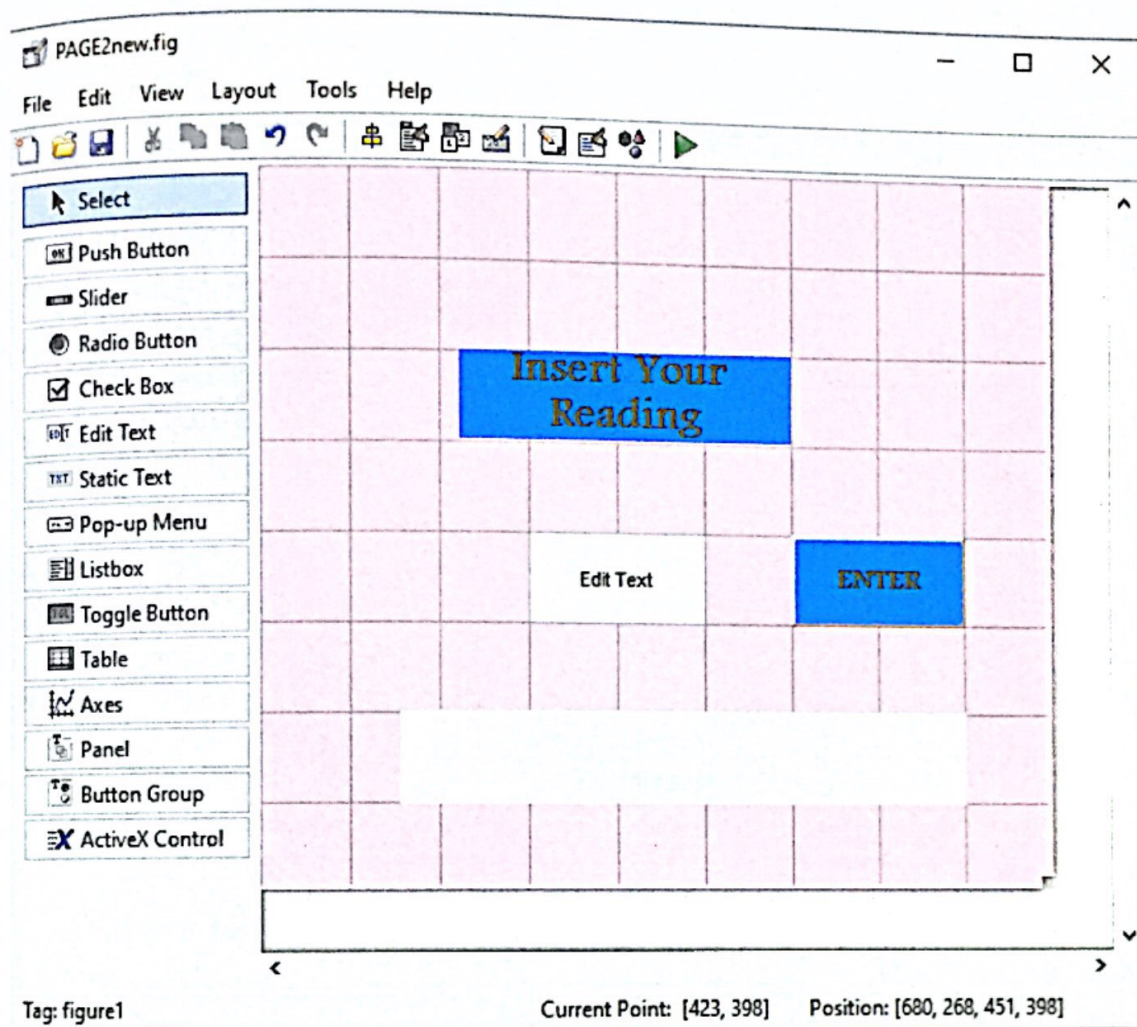 PAGE2new.fig
File Edit View Layout Tools Help
Select
Push Button
Slider
Radio Button
Check Box
Edit Text
Static Text
Pop-up Menu
Listbox
Toggle Button
Table
Axes
Panel
Button Group
ActiveX Control
Insert Your
Reading
Edit Text
ENTER
Tag: figure1
Current Point: [423, 398] Position: [680, 268, 451, 398]